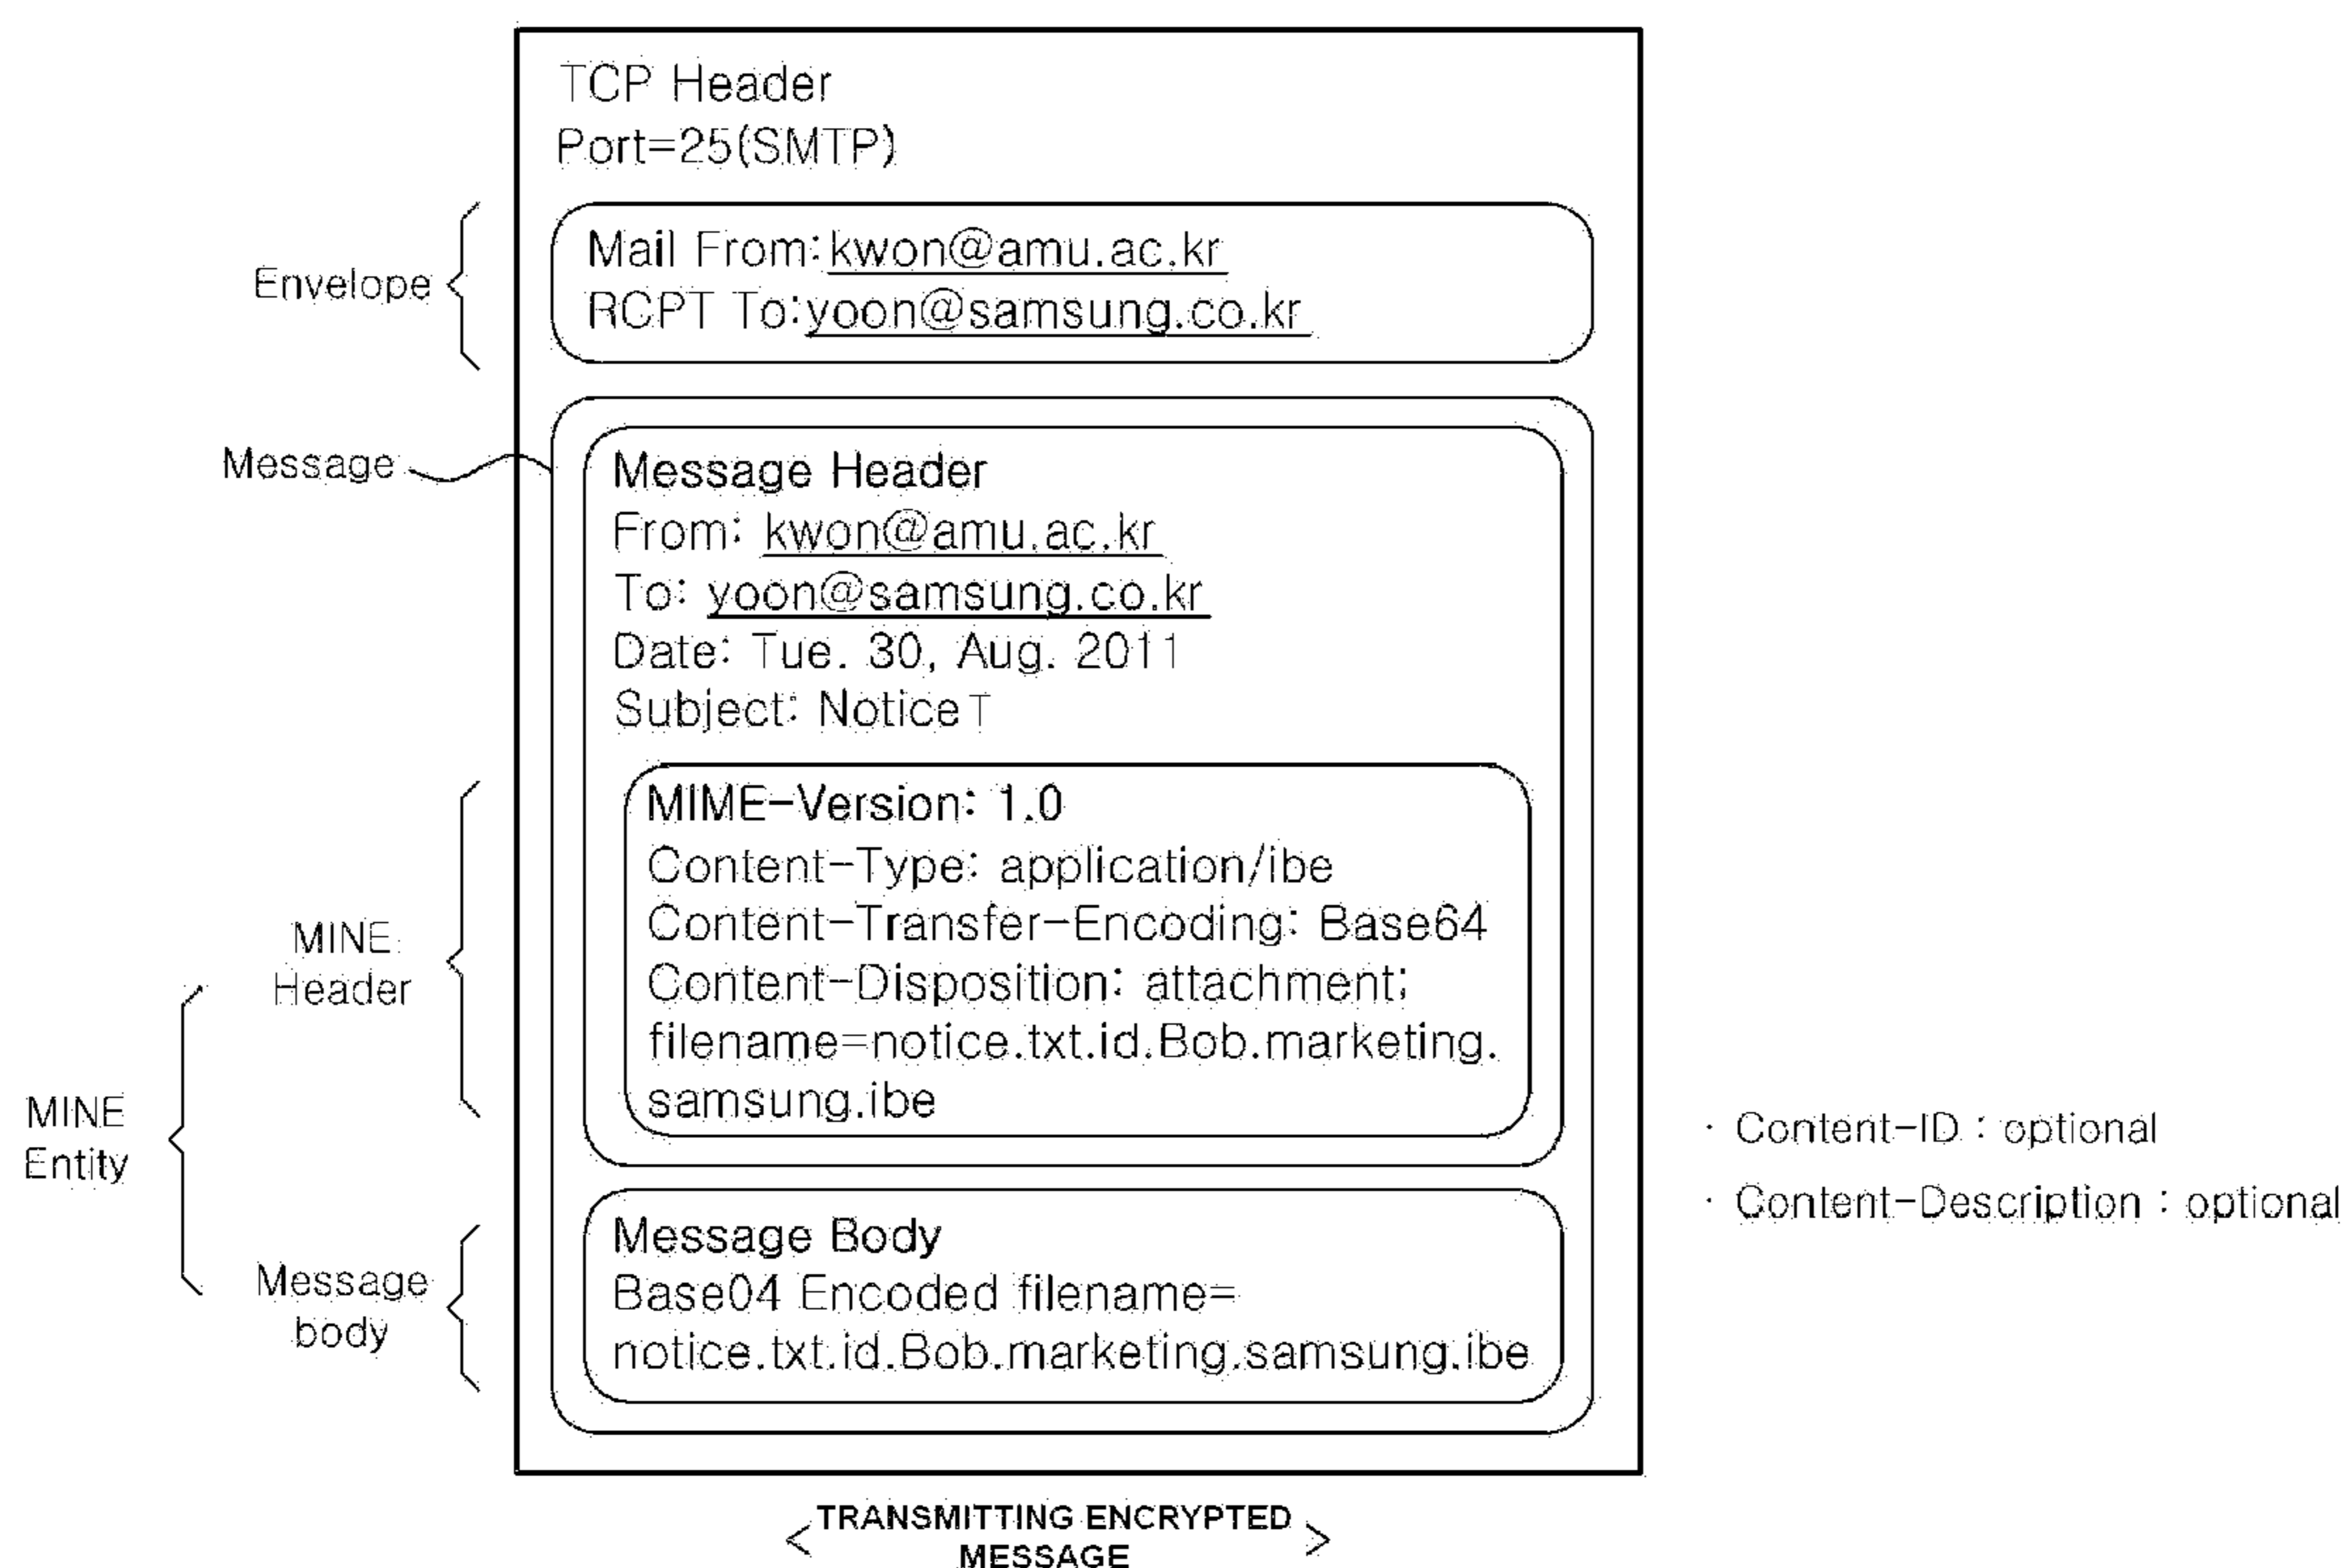 TCP Header
Port=25(SMTP)
Envelope
Mail From:kwon@amu.ac.kr
RCPT To:yoon@samsung.co.kr
Message
Message Header
From: kwon@amu.ac.kr
To: yoon@samsung.co.kr
Date: Tue. 30, Aug. 2011
Subject: Notice T
MINE
Header
MIME-Version: 1.0
Content-Type: application/ibe
Content-Transfer-Encoding: Base64
Content-Disposition: attachment;
filename=notice.txt.id.Bob.marketing.
samsung.ibe
MINE
Entity
Message
body
Message Body
Base04 Encoded filename=
notice.txt.id.Bob.marketing.samsung.ibe
· Content-ID : optional
· Content-Description : optional
< TRANSMITTING ENCRYPTED >
MESSAGE